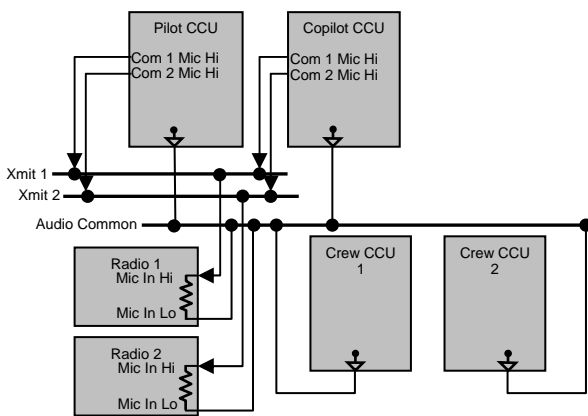 Pilot CCU
Com 1 Mic Hi
Com 2 Mic Hi
Copilot CCU
Com 1 Mic Hi
Com 2 Mic Hi
Xmit 1
Xmit 2
Audio Common
Radio 1
Mic In Hi
Mic In Lo
Crew CCU
1
Crew CCU
2
Radio 2
Mic In Hi
Mic In Lo